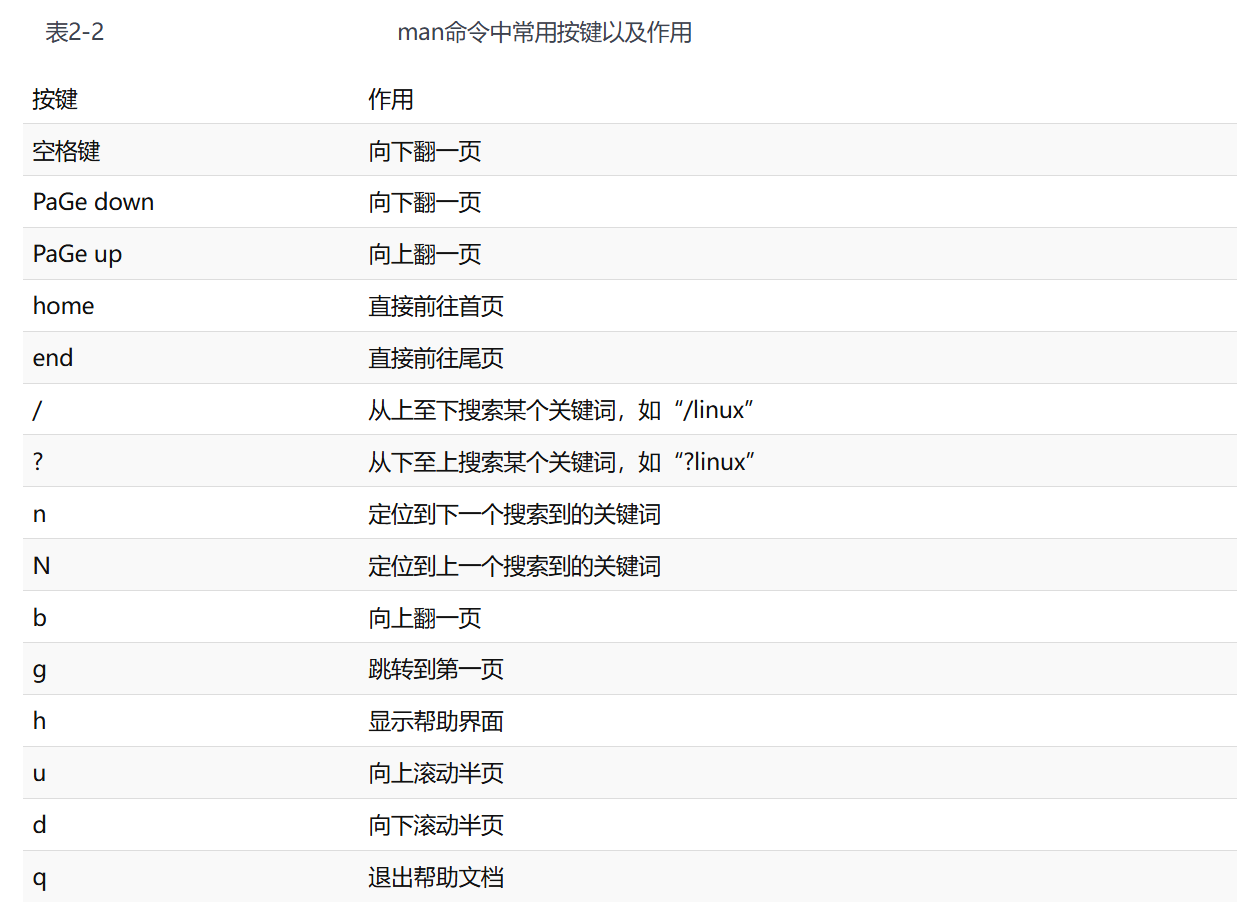 表2-2 man命令中常用按键以及作用
按键 作用
空格键 向下翻一页
PaGe down 向下翻一页
PaGe up 向上翻一页
home 直接前往首页
end 直接前往尾页
/ 从上至下搜索某个关键词，如“/linux”
? 从下至上搜索某个关键词，如“?linux”
n 定位到下一个搜索到的关键词
N 定位到上一个搜索到的关键词
b 向上翻一页
g 跳转到第一页
h 显示帮助界面
u 向上滚动半页
d 向下滚动半页
q 退出帮助文档